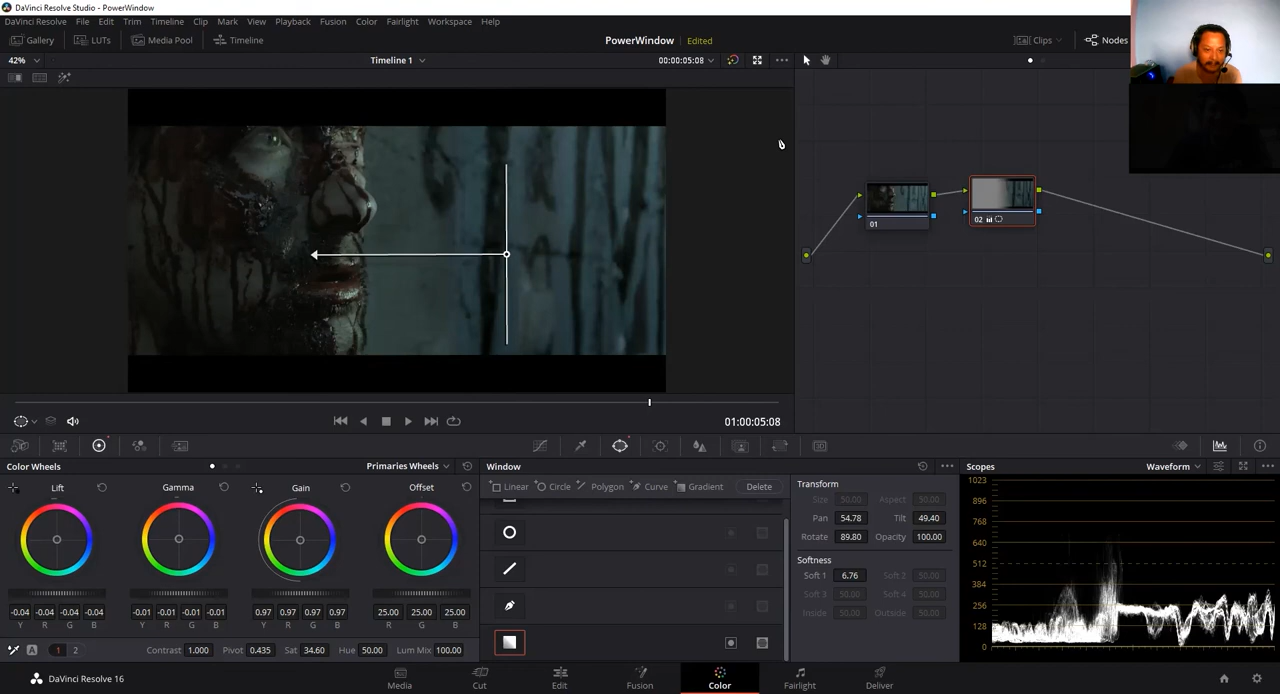 DaVinci Resolve Studio - PowerWindow
DaVinci Resolve File Edit Trim Timeline Clip Mark View Playback Fusion Color Fairlight Workspace Help
Gallery LUTs Media Pool Timeline PowerWindow Edited Clips Nodes
42% Timeline 1 00:00:05:08
01
02
01:00:05:08
Color Wheels Primaries Wheels Window Scopes Waveform
Lift Gamma Gain Offset
Linear Circle Polygon Curve Gradient Delete
Transform
Size 50.00 Aspect 50.00
Pan 54.78 Tilt 49.40
Rotate 89.80 Opacity 100.00
Softness
Soft 1 6.76 Soft 2 50.00
Soft 3 50.00 Soft 4 50.00
Inside 50.00 Outside 50.00
1023
896
768
640
512
384
256
128
0
-0.04 -0.04 -0.04 -0.04 -0.01 -0.01 -0.01 -0.01 0.97 0.97 0.97 0.97 25.00 25.00 25.00
Y R G B Y R G B Y R G B R G B
A 1 2 Contrast 1.000 Pivot 0.435 Sat 34.60 Hue 50.00 Lum Mix 100.00
DaVinci Resolve 16 Media Cut Edit Fusion Color Fairlight Deliver